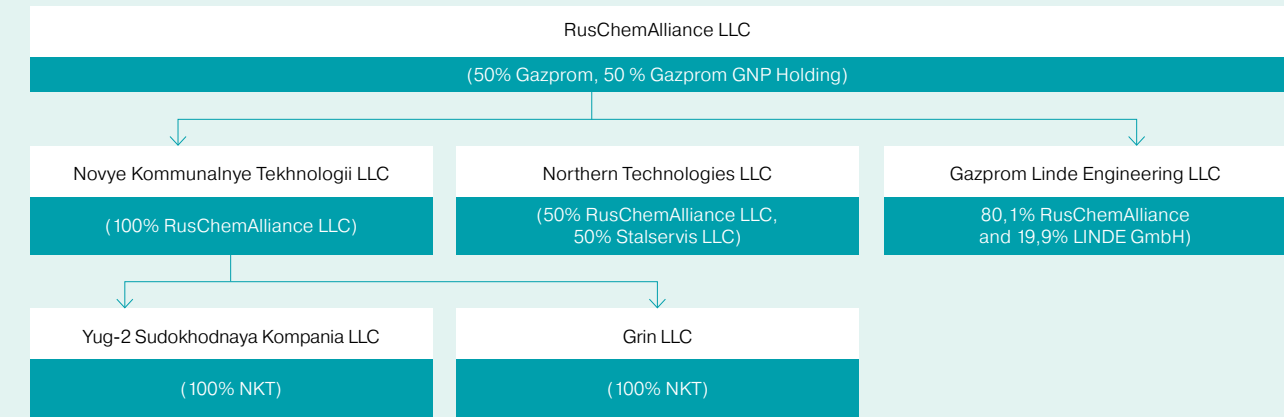 RusChemAlliance LLC
(50% Gazprom, 50 % Gazprom GNP Holding)
Novye Kommunalnye Tekhnologii LLC
(100% RusChemAlliance LLC)
Northern Technologies LLC
(50% RusChemAlliance LLC,
50% Stalservis LLC)
Gazprom Linde Engineering LLC
80,1% RusChemAlliance
and 19,9% LINDE GmbH)
Yug-2 Sudokhodnaya Kompania LLC
(100% NKT)
Grin LLC
(100% NKT)